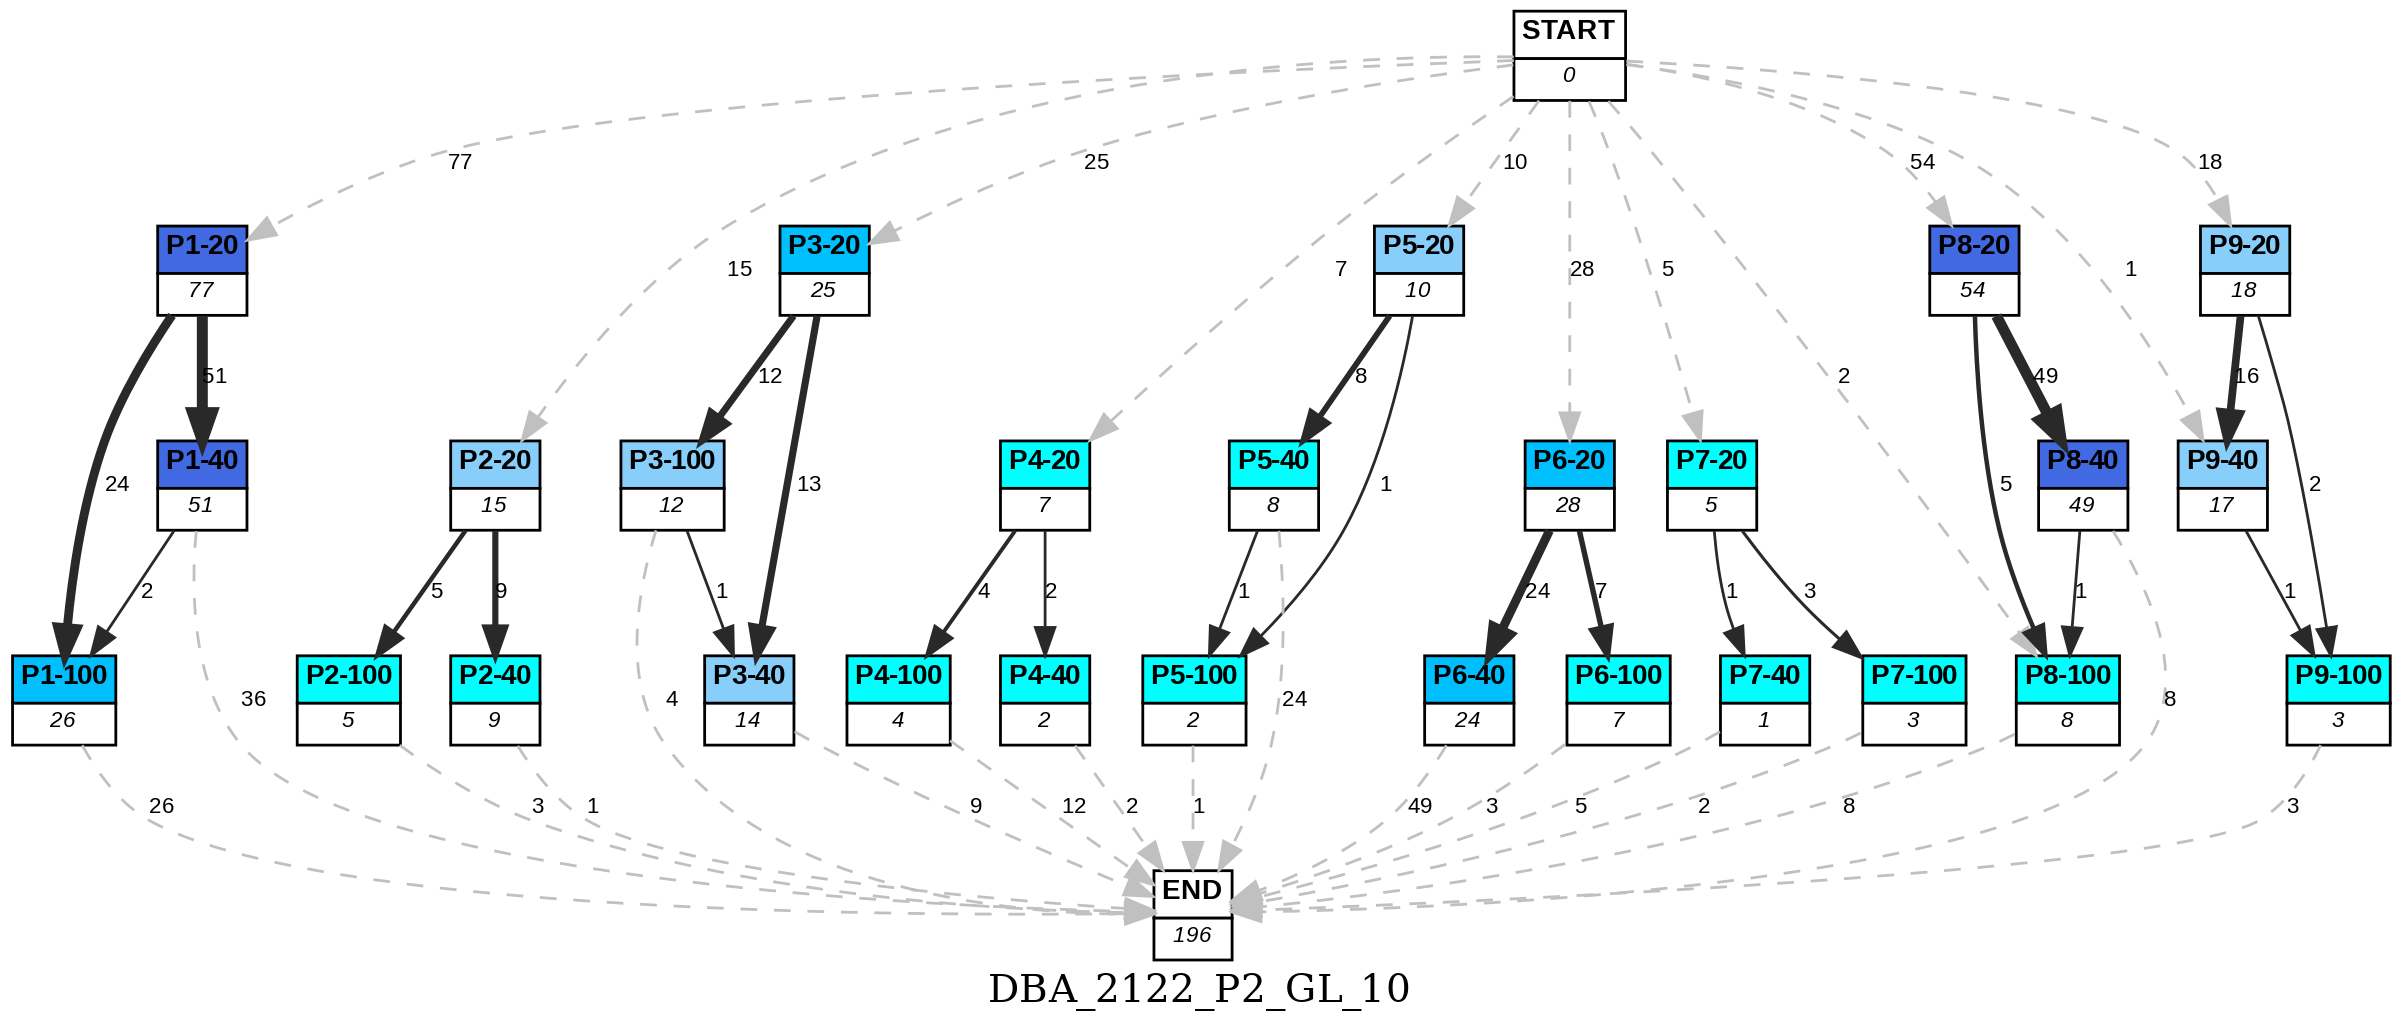 START
0
77
25
10
54
18
15
7
28
5
1
P1-20
77
P3-20
25
P5-20
10
P8-20
54
P9-20
18
51
12
8
2
49
16
24
13
1
5
2
P1-40
51
P2-20
15
P3-100
12
P4-20
7
P5-40
8
P6-20
28
P7-20
5
P8-40
49
P9-40
17
2
5
9
1
4
2
1
24
7
1
3
1
1
P1-100
26
P2-100
5
P2-40
9
P3-40
14
P4-100
4
P4-40
2
P5-100
2
P6-40
24
P6-100
7
P7-40
1
P7-100
3
P8-100
8
P9-100
3
36
4
24
8
26
3
1
9
12
2
1
49
3
5
2
8
3
END
196
DBA_2122_P2_GL_10